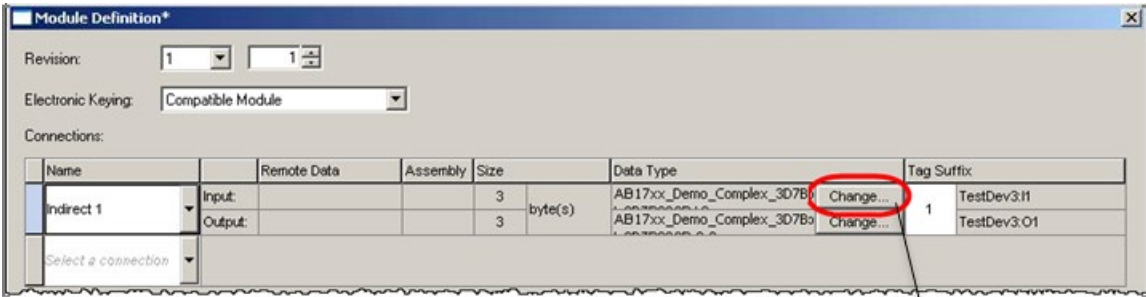 Module Definition*
Revision: 1 1
Electronic Keying: Compatible Module
Connections:
Name Remote Data Assembly Size Data Type Tag Suffix
Indirect 1 Input: 3 byte(s) AB17xx_Demo_Complex_3D7B Change... 1 TestDev3:I1
Output: 3 AB17xx_Demo_Complex_3D7B Change... TestDev3:O1
Select a connection